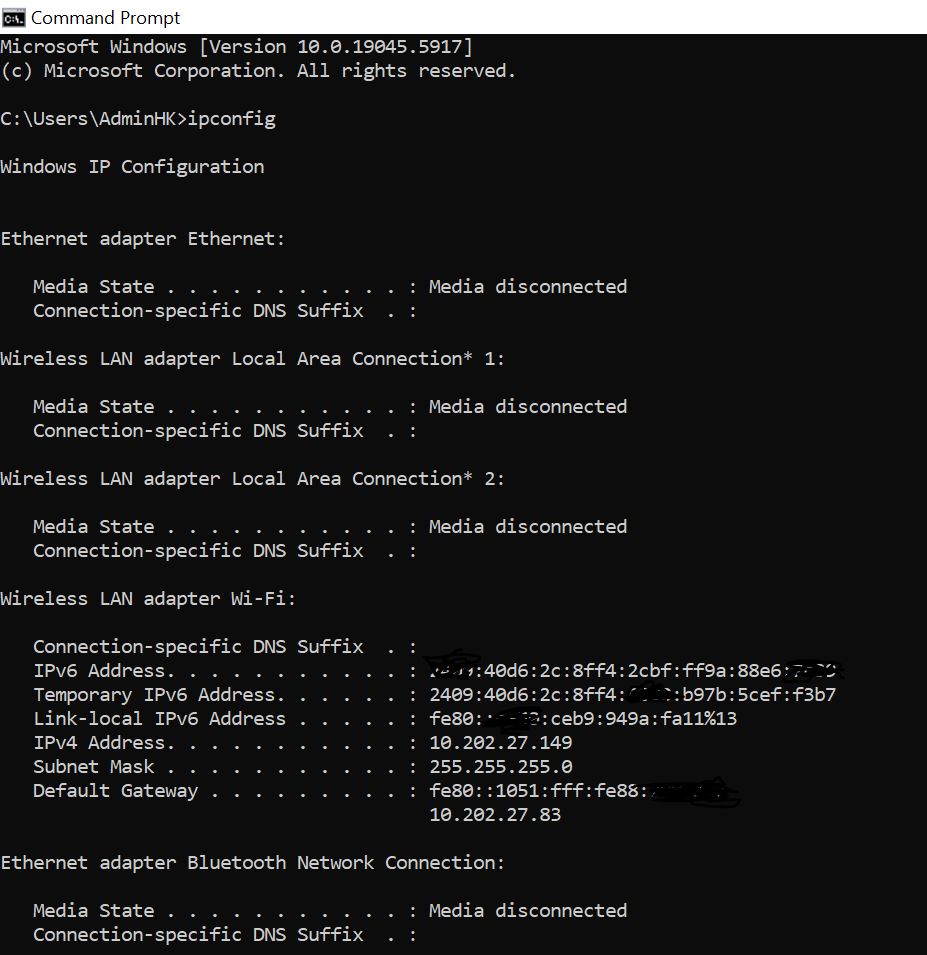 Command Prompt
Microsoft Windows [Version 10.0.19045.5917]
(c) Microsoft Corporation. All rights reserved.
C:\Users\AdminHK>ipconfig
Windows IP Configuration
Ethernet adapter Ethernet:
Media State . . . . . . . . . . . : Media disconnected
Connection-specific DNS Suffix  . :
Wireless LAN adapter Local Area Connection* 1:
Media State . . . . . . . . . . . : Media disconnected
Connection-specific DNS Suffix  . :
Wireless LAN adapter Local Area Connection* 2:
Media State . . . . . . . . . . . : Media disconnected
Connection-specific DNS Suffix  . :
Wireless LAN adapter Wi-Fi:
Connection-specific DNS Suffix  . :
IPv6 Address. . . . . . . . . . . : :40d6:2c:8ff4:2cbf:ff9a:88e6:
Temporary IPv6 Address. . . . . . : 2409:40d6:2c:8ff4: :b97b:5cef:f3b7
Link-local IPv6 Address . . . . . : fe80: :ceb9:949a:fa11%13
IPv4 Address. . . . . . . . . . . : 10.202.27.149
Subnet Mask . . . . . . . . . . . : 255.255.255.0
Default Gateway . . . . . . . . . : fe80::1051:fff:fe88:
10.202.27.83
Ethernet adapter Bluetooth Network Connection:
Media State . . . . . . . . . . . : Media disconnected
Connection-specific DNS Suffix  . :